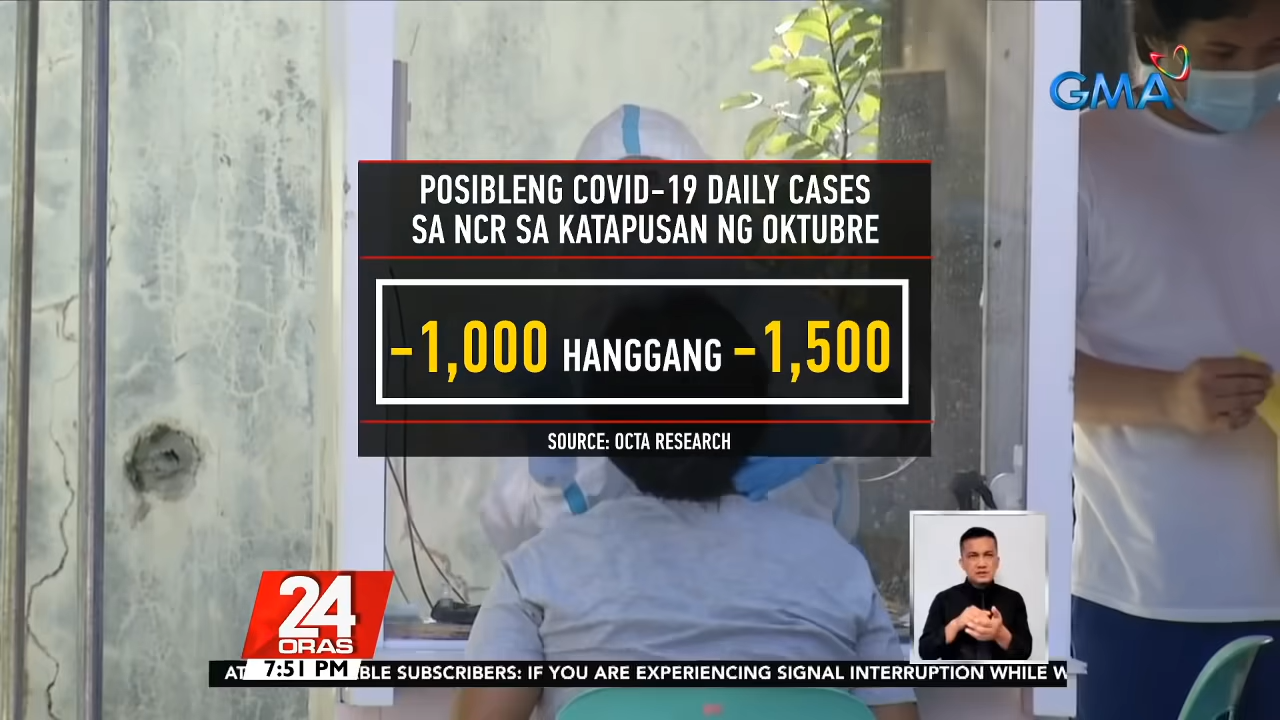 GMA
POSIBLENG COVID-19 DAILY CASES
SA NCR SA KATAPUSAN NG OKTUBRE
-1,000 HANGGANG -1,500
SOURCE: OCTA RESEARCH
24
ORAS
7:51 PM
SUBSCRIBERS: IF YOU ARE EXPERIENCING SIGNAL INTERRUPTION WHILE